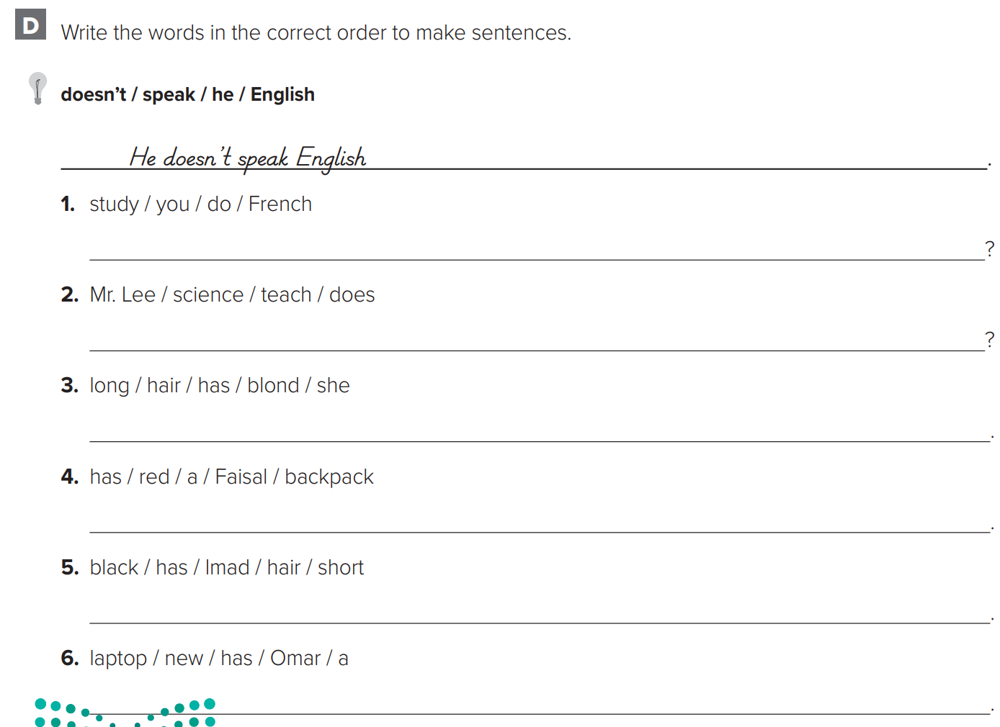 D Write the words in the correct order to make sentences.
doesn't / speak / he / English
He doesn't speak English.
1. study / you / do / French
?
2. Mr. Lee / science / teach / does
?
3. long / hair / has / blond / she
.
4. has / red / a / Faisal / backpack
.
5. black / has / Imad / hair / short
.
6. laptop / new / has / Omar / a
.